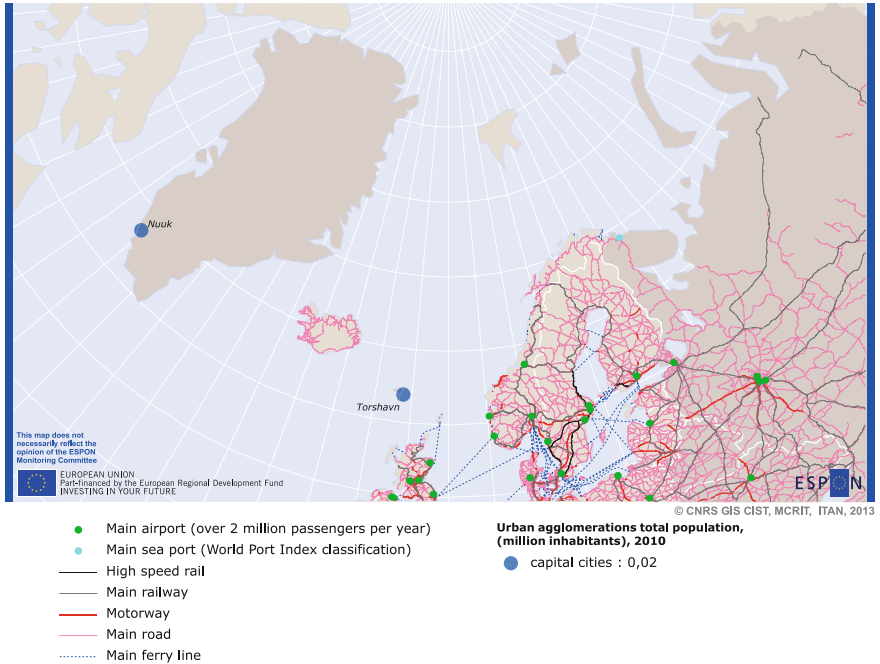 Nuuk
Torshavn
This map does not
necessarily reflect the
opinion of the ESPON
Monitoring Committee
EUROPEAN UNION
Part-financed by the European Regional Development Fund
INVESTING IN YOUR FUTURE
ESPON
© CNRS GIS CIST, MCRIT, ITAN, 2013
Main airport (over 2 million passengers per year)
Main sea port (World Port Index classification)
High speed rail
Main railway
Motorway
Main road
Main ferry line
Urban agglomerations total population,
(million inhabitants), 2010
capital cities : 0,02